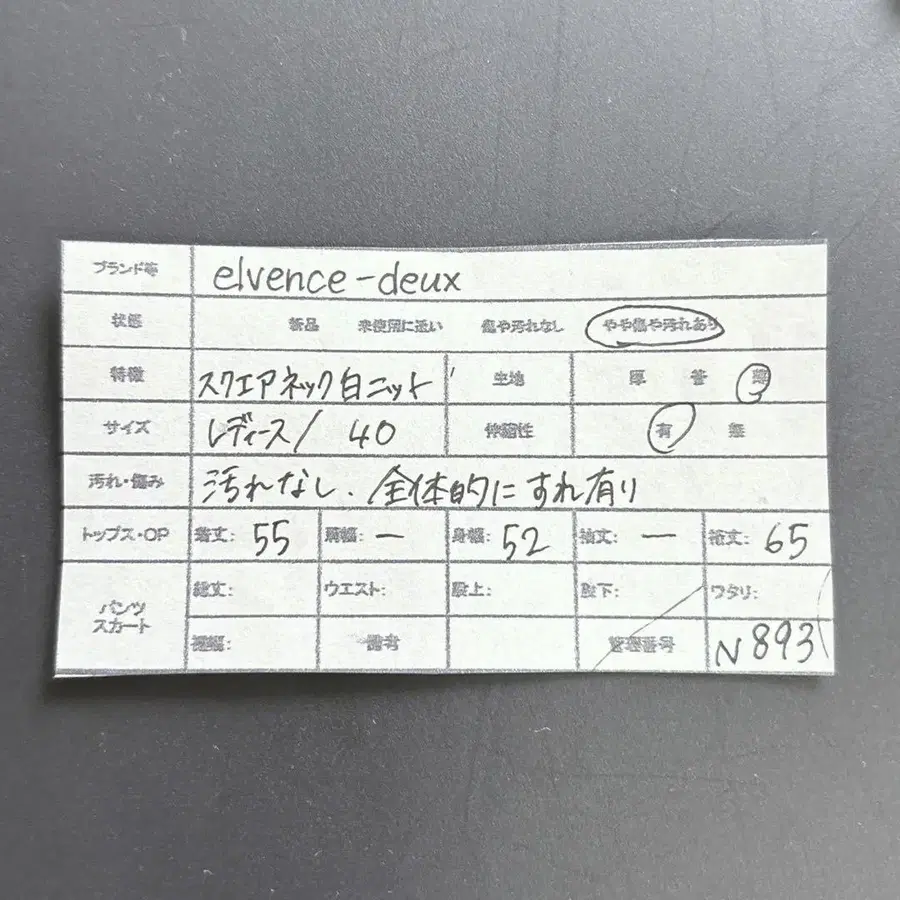 ブランド等 elvence-deux
状態 新品 未使用に近い 傷や汚れなし やや傷や汚れあり
特徴 スクエアネック白ニット 生地 厚 普 薄
サイズ レディース/ 40 伸縮性 有 無
汚れ・傷み 汚れなし、全体的にすれ有り
トップス・OP 着丈: 55 肩幅: ー 身幅: 52 袖丈: ー 裄丈: 65
パンツ
スカート
総丈: ウエスト: 股上: 股下: ワタリ:
裾幅: 備考 管理番号 N893